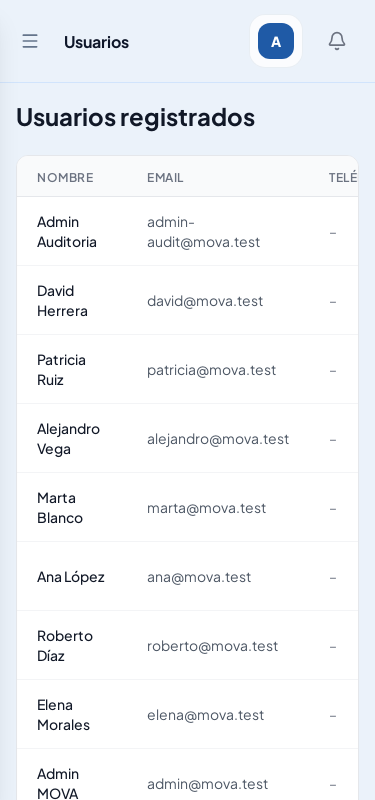 Usuarios
A
Usuarios registrados
NOMBRE EMAIL TELÉ
Admin
Auditoria
admin-
audit@mova.test
–
David
Herrera
david@mova.test
–
Patricia
Ruiz
patricia@mova.test
–
Alejandro
Vega
alejandro@mova.test
–
Marta
Blanco
marta@mova.test
–
Ana López
ana@mova.test
–
Roberto
Díaz
roberto@mova.test
–
Elena
Morales
elena@mova.test
–
Admin
MOVA
admin@mova.test
–